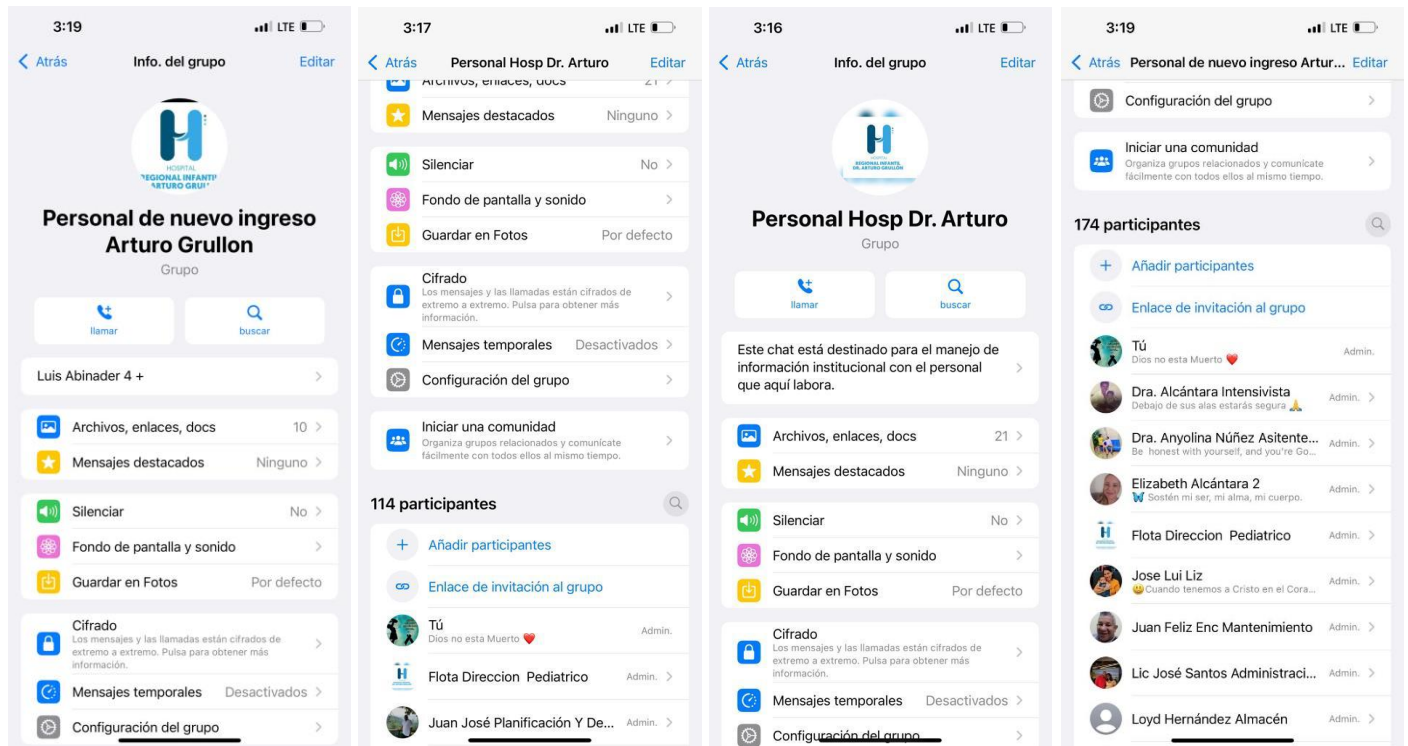 3:19
LTE
Atrás
Info. del grupo
Editar
HOSPITAL
REGIONAL INFANTIL
ARTURO
Personal de nuevo ingreso
Arturo Grullon
Grupo
llamar
buscar
Luis Abinader 4 +
Archivos, enlaces, docs 10
Mensajes destacados Ninguno
Silenciar No
Fondo de pantalla y sonido
Guardar en Fotos Por defecto
Cifrado
Los mensajes y las llamadas están cifrados de
extremo a extremo. Pulsa para obtener más
información.
Mensajes temporales Desactivados
Configuración del grupo
3:17
LTE
Atrás
Personal Hosp Dr. Arturo
Editar
Archivos, enlaces, docs 21
Mensajes destacados Ninguno
Silenciar No
Fondo de pantalla y sonido
Guardar en Fotos Por defecto
Cifrado
Los mensajes y las llamadas están cifrados de
extremo a extremo. Pulsa para obtener más
información.
Mensajes temporales Desactivados
Configuración del grupo
Iniciar una comunidad
Organiza grupos relacionados y comunícate
fácilmente con todos ellos al mismo tiempo.
114 participantes
Añadir participantes
Enlace de invitación al grupo
Tú Admin.
Dios no esta Muerto ❤️
Flota Direccion Pediatrico Admin.
Juan José Planificación Y De... Admin.
3:16
LTE
Atrás
Info. del grupo
Editar
HOSPITAL
REGIONAL INFANTIL
DR. ARTURO GRULLÓN
Personal Hosp Dr. Arturo
Grupo
llamar
buscar
Este chat está destinado para el manejo de
información institucional con el personal
que aquí labora.
Archivos, enlaces, docs 21
Mensajes destacados Ninguno
Silenciar No
Fondo de pantalla y sonido
Guardar en Fotos Por defecto
Cifrado
Los mensajes y las llamadas están cifrados de
extremo a extremo. Pulsa para obtener más
información.
Mensajes temporales Desactivados
Configuración del grupo
3:19
LTE
Atrás
Personal de nuevo ingreso Artur...
Editar
Configuración del grupo
Iniciar una comunidad
Organiza grupos relacionados y comunícate
fácilmente con todos ellos al mismo tiempo.
174 participantes
Añadir participantes
Enlace de invitación al grupo
Tú Admin.
Dios no esta Muerto ❤️
Dra. Alcántara Intensivista Admin.
Debajo de sus alas estarás segura 🙏
Dra. Anyolina Núñez Asitente... Admin.
Be honest with yourself, and you're Go...
Elizabeth Alcántara 2 Admin.
🦋 Sostén mi ser, mi alma, mi cuerpo.
Flota Direccion Pediatrico Admin.
Jose Lui Liz Admin.
😃Cuando tenemos a Cristo en el Cora...
Juan Feliz Enc Mantenimiento Admin.
Lic José Santos Administraci... Admin.
Loyd Hernández Almacén Admin.